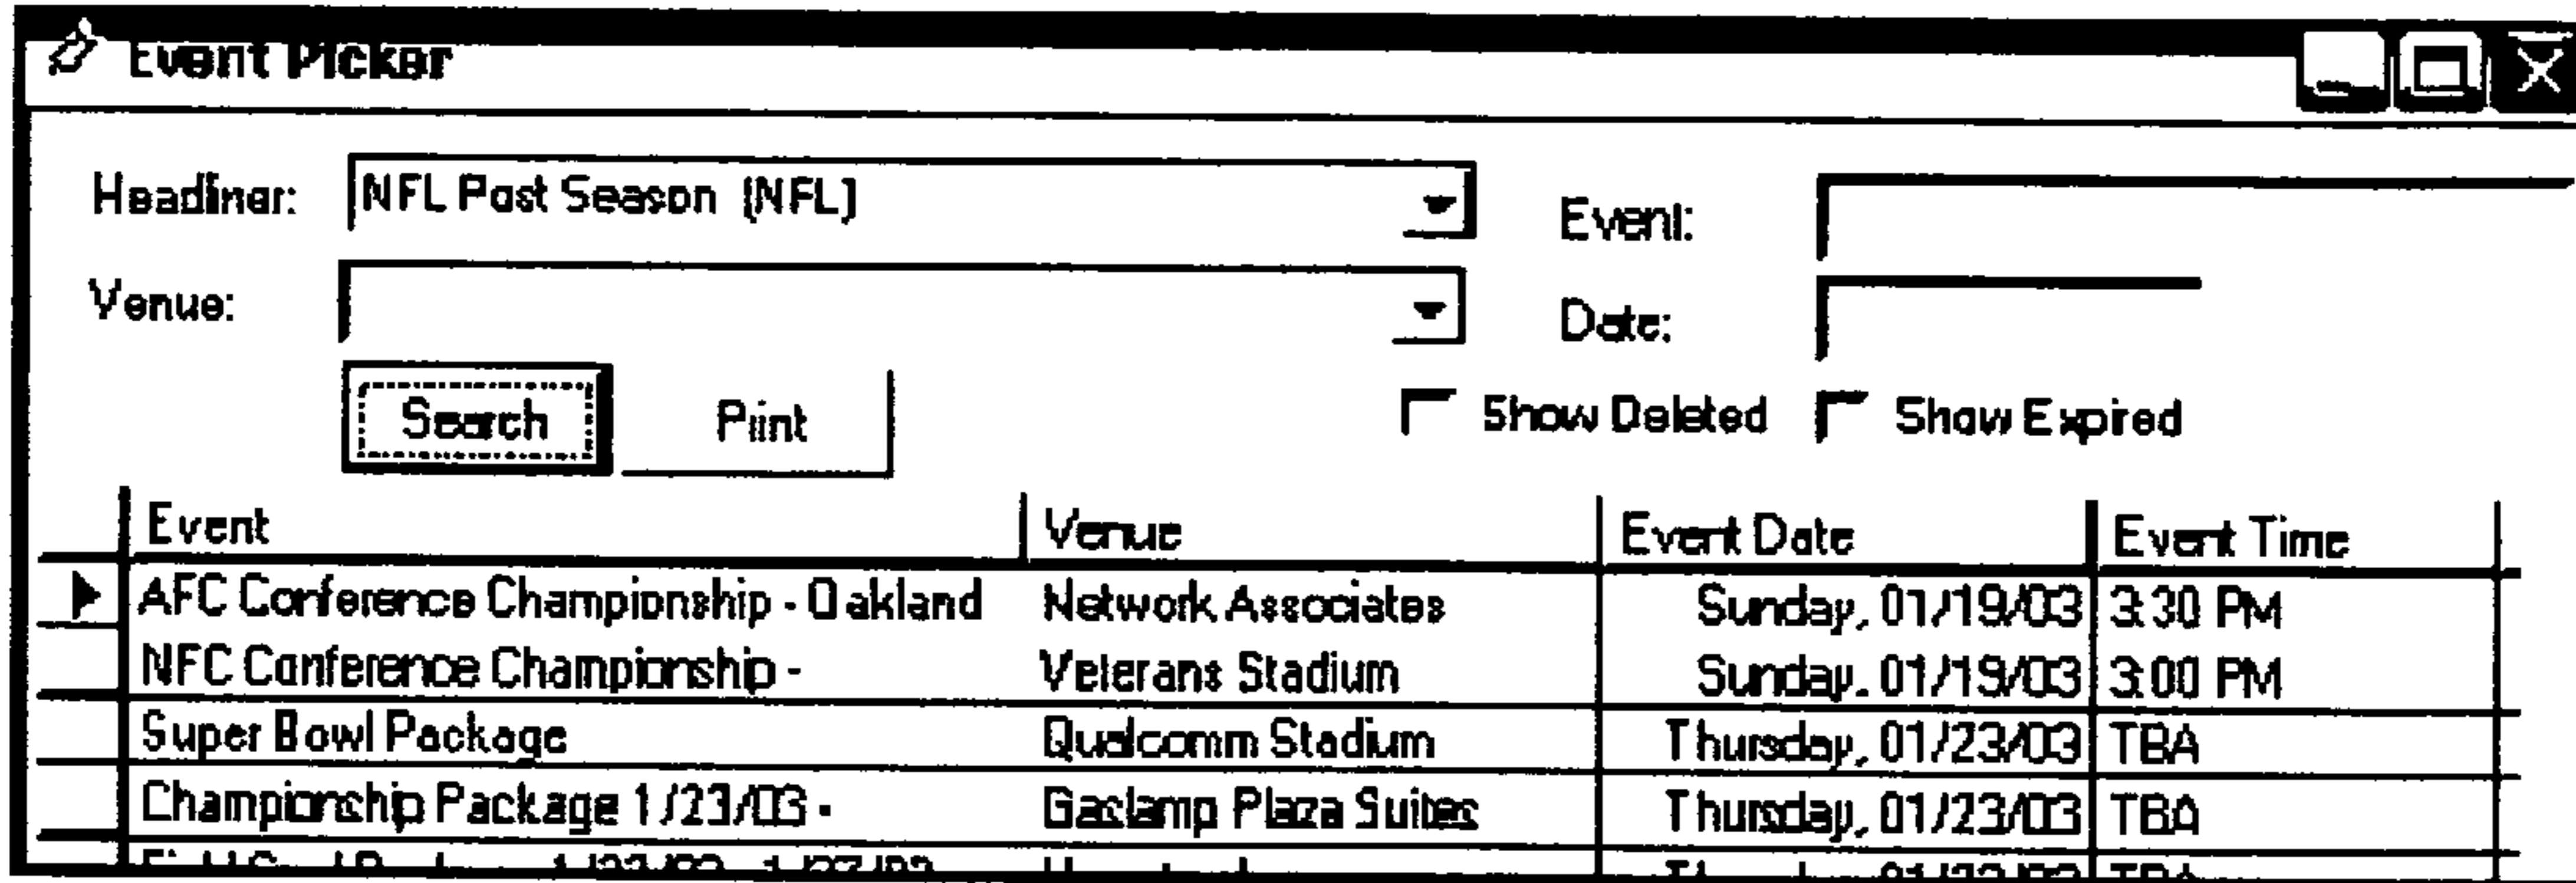 Event Picker
Headliner: NFL Post Season (NFL) Event:
Venue: Date:
Search Print Show Deleted Show Expired
Event Venue Event Date Event Time
AFC Conference Championship - Oakland Network Associates Sunday, 01/19/03 3:30 PM
NFC Conference Championship - Veterans Stadium Sunday, 01/19/03 3:00 PM
Super Bowl Package Qualcomm Stadium Thursday, 01/23/03 TBA
Championship Package 1/23/03 - Gaslamp Plaza Suites Thursday, 01/23/03 TBA